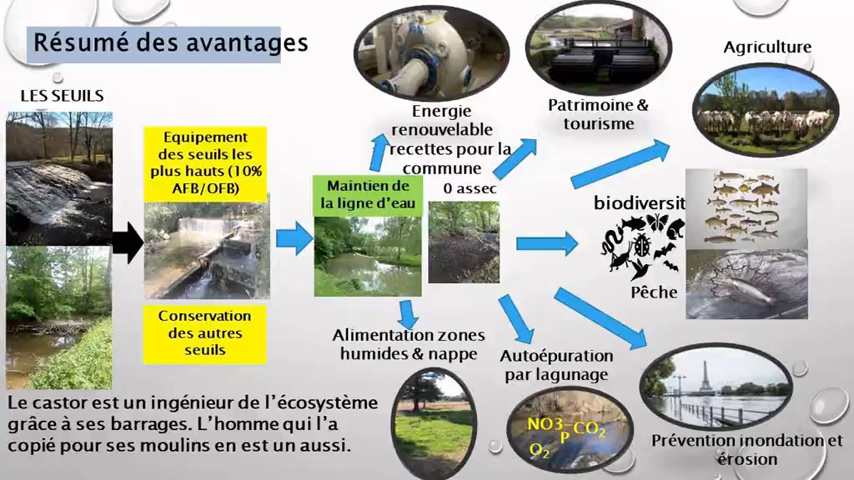 Résumé des avantages
LES SEUILS
Equipement
des seuils les
plus hauts (10%
AFB/OFB)
Conservation
des autres
seuils
Maintien de
la ligne d'eau
0 assec
Energie
renouvelable
recettes pour la
commune
Patrimoine &
tourisme
Agriculture
biodiversit
Pêche
Alimentation zones
humides & nappe
Autoépuration
par lagunage
NO3-CO2
P
O2
Prévention inondation et
érosion
Le castor est un ingénieur de l'écosystème
grâce à ses barrages. L'homme qui l'a
copié pour ses moulins en est un aussi.